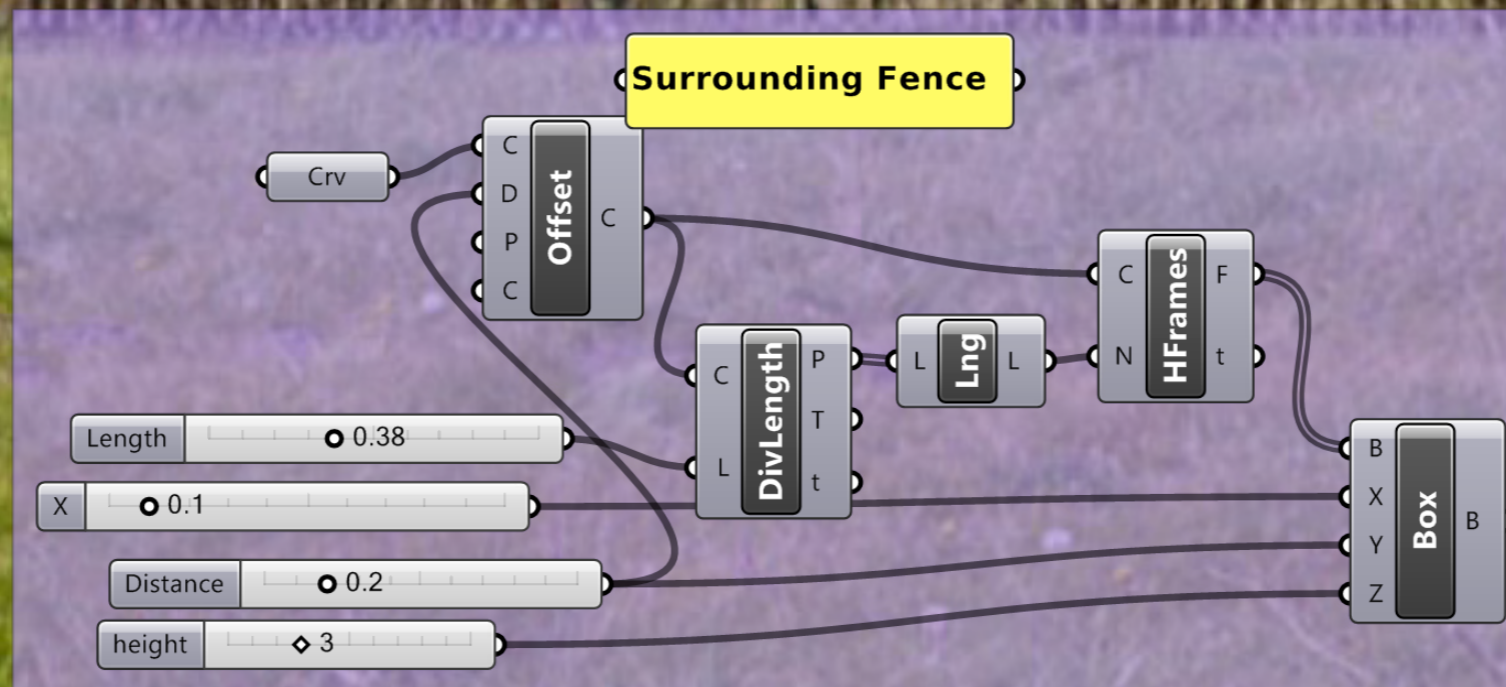 Surrounding Fence
Crv
C
D
P
C
Offset
C
C
L
DivLength
P
T
t
L
Lng
L
C
N
HFrames
F
t
Length
0.38
X
0.1
Distance
0.2
height
3
B
X
Y
Z
Box
B